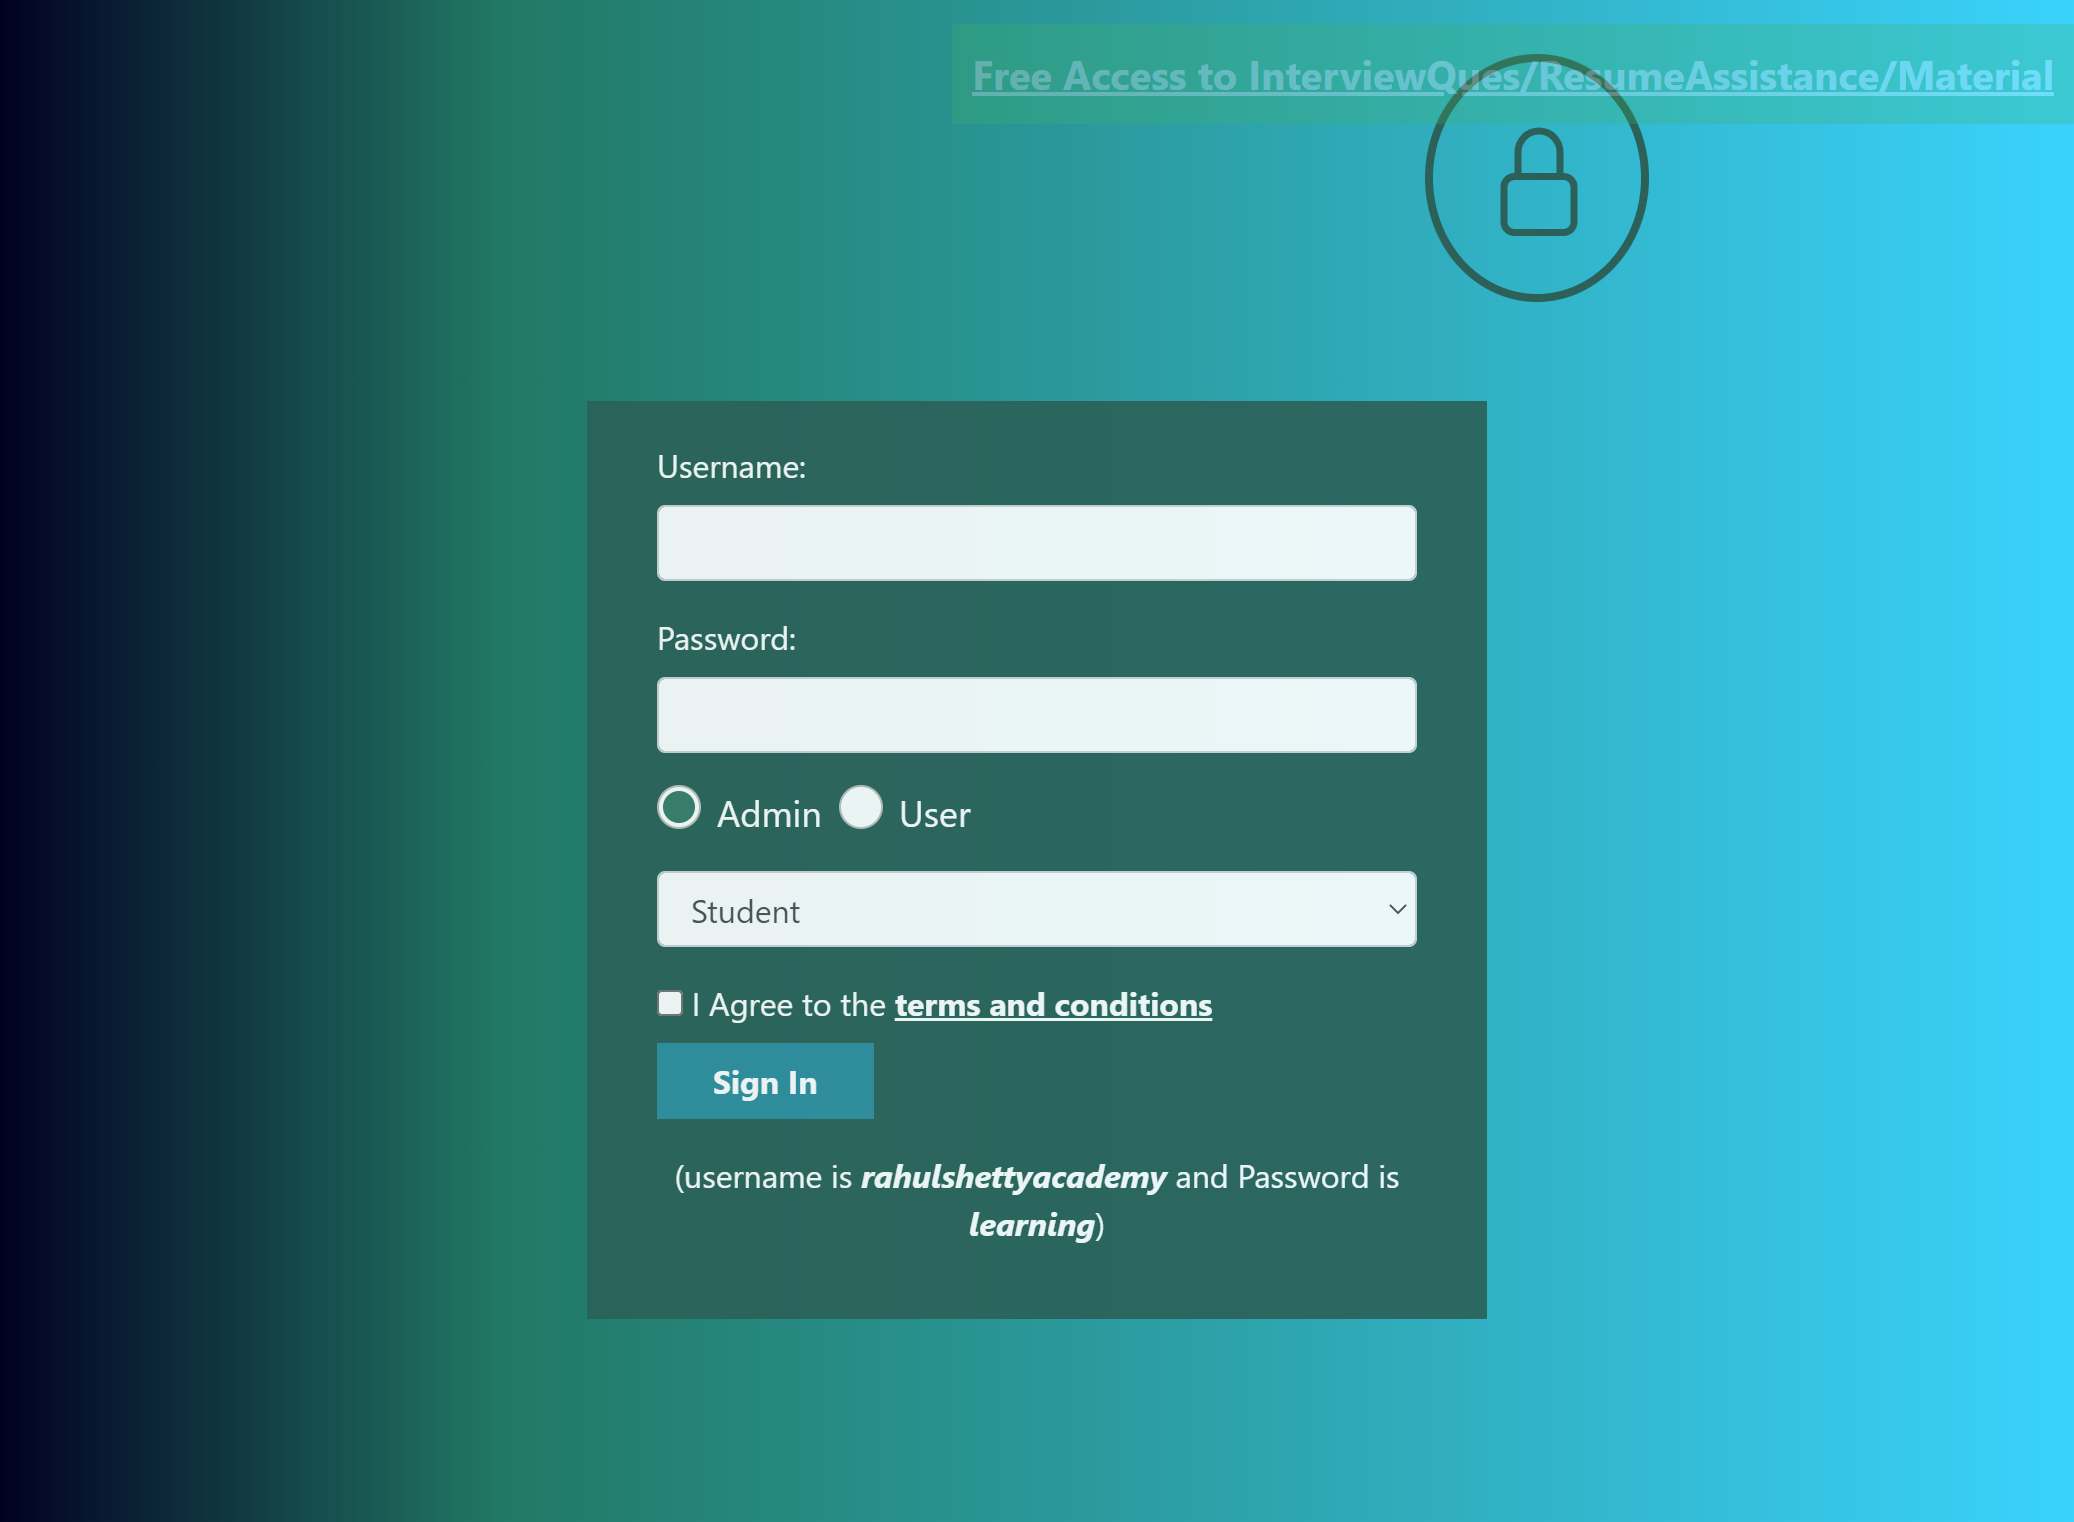 Free Access to InterviewQues/ResumeAssistance/Material
Username:
Password:
Admin User
Student
I Agree to the terms and conditions
Sign In
(username is rahulshettyacademy and Password is
learning)